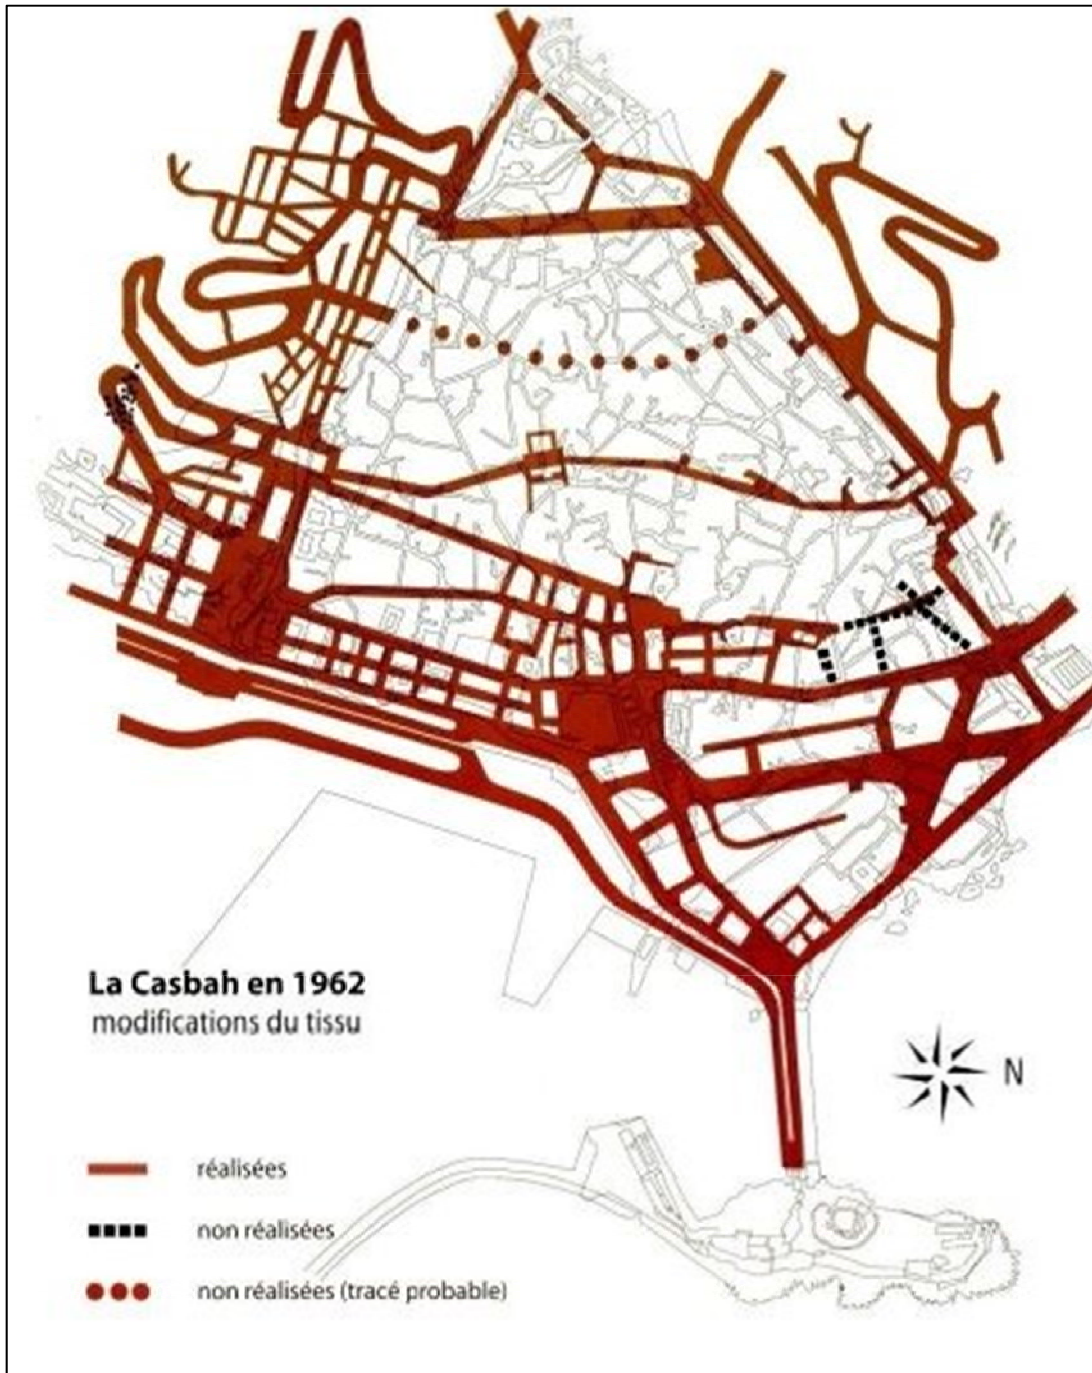 La Casbah en 1962
modifications du tissu
N
réalisées
non réalisées
non réalisées (tracé probable)